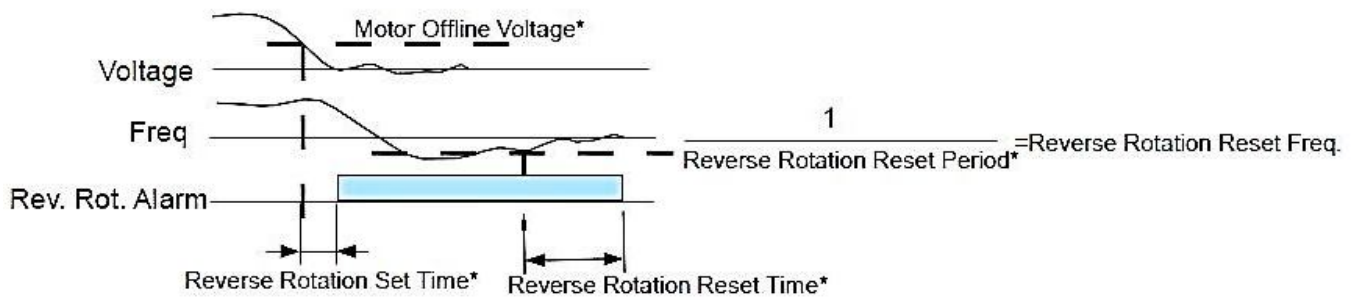 Motor Offline Voltage*
Voltage
Freq
1
Reverse Rotation Reset Period*
=Reverse Rotation Reset Freq.
Rev. Rot. Alarm
Reverse Rotation Set Time*
Reverse Rotation Reset Time*